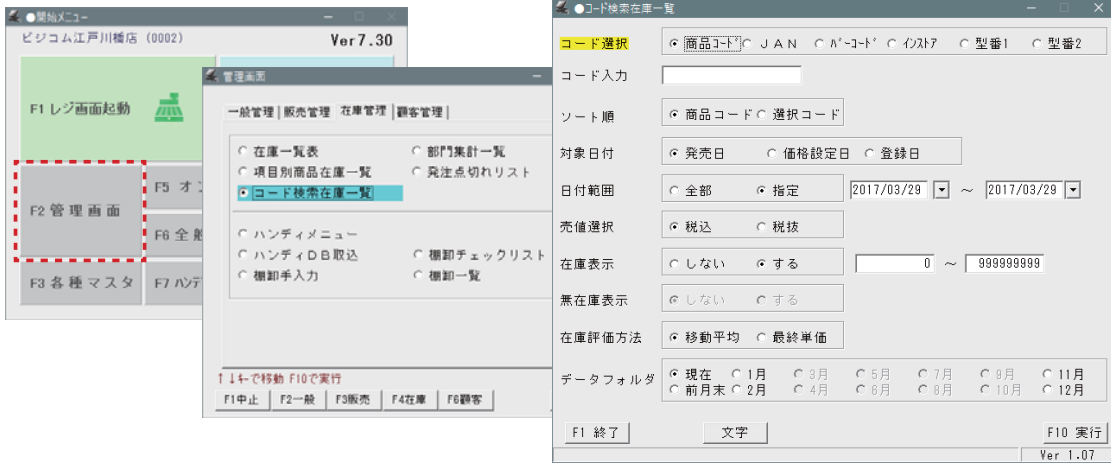 ●開始メニュー
ビジコム江戸川橋店 (0002)
Ver7.30
F1 レジ画面起動
F2 管理画面
F5 オ
F6 全般
F3 各種マスタ
F7 ハンデ
●管理画面
一般管理 販売管理 在庫管理 顧客管理
在庫一覧表 部門集計一覧
項目別商品在庫一覧 発注点切れリスト
コード検索在庫一覧
ハンディメニュー
ハンディDB取込 棚卸チェックリスト
棚卸手入力 棚卸一覧
↑↓キーで移動 F10で実行
F1中止 F2一般 F3販売 F4在庫 F6顧客
●コード検索在庫一覧
コード選択 商品コード JAN バーコード インストア 型番1 型番2
コード入力
ソート順 商品コード 選択コード
対象日付 発売日 価格設定日 登録日
日付範囲 全部 指定 2017/03/29 ～ 2017/03/29
売値選択 税込 税抜
在庫表示 しない する 0 ～ 999999999
無在庫表示 しない する
在庫評価方法 移動平均 最終単価
データフォルダ 現在 1月 3月 5月 7月 9月 11月
前月末 2月 4月 6月 8月 10月 12月
F1 終了 文字 F10 実行
Ver 1.07